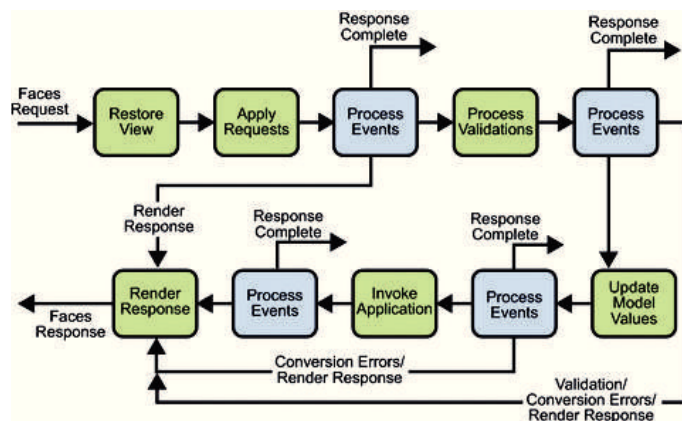 Response
Complete
Response
Complete
Faces
Request
Restore
View
Apply
Requests
Process
Events
Process
Validations
Process
Events
Render
Response
Response
Complete
Response
Complete
Faces
Response
Render
Response
Process
Events
Invoke
Application
Process
Events
Update
Model
Values
Conversion Errors/
Render Response
Validation/
Conversion Errors/
Render Response